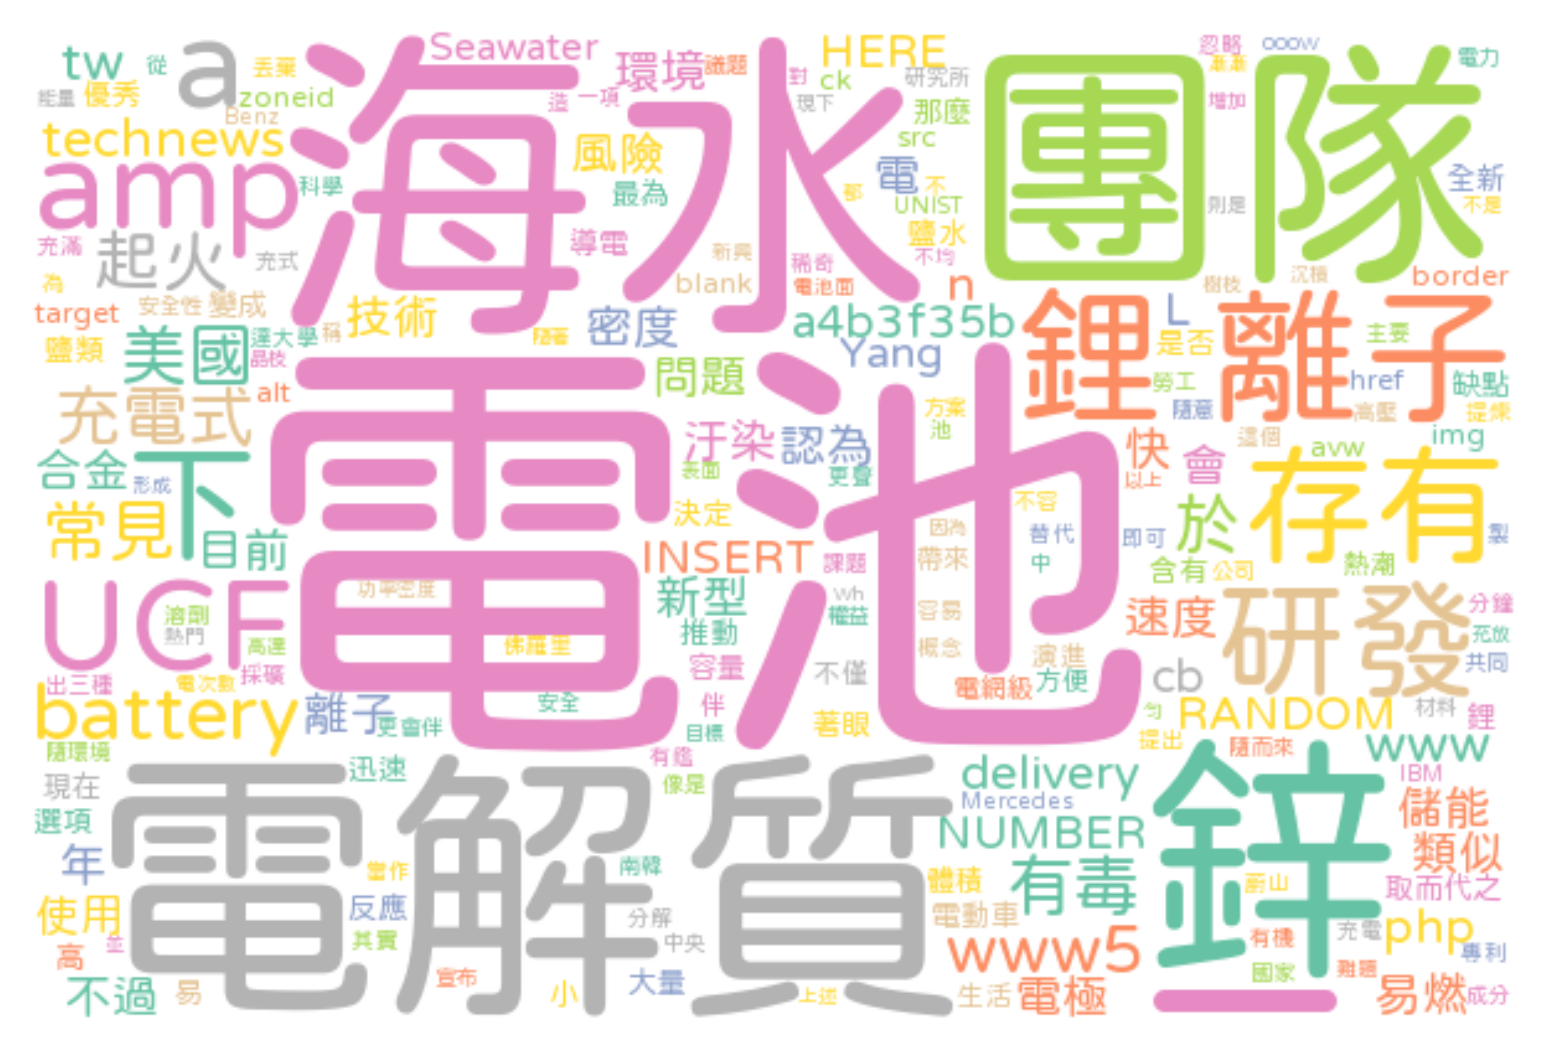 tw
從
a
丟棄
Seawater
環境
議題
海水
HERE
忽略
ooow
電力
團隊
能量
優秀
zoneid
Benz
造
一項
對
ck
研究所
現下
漸漸
增加
那麼
technews
src
風險
amp
科學
最為
都
電
不
UNIST
則是
全新
不是
充滿
起火
充式
導電
鹽水
新興
稀奇
不均
為
blank
電池面
n
樹枝
沉積
border
target
安全性
變成
技術
隨著
密度
a4b3f35b
L
鋰離子
主要
鹽類
美國
達大學
稱
晶枝
Yang
是否
問題
勞工
href
缺點
alt
充電式
方案
池
隨意
高壓
提煉
電池
汙染
認為
快
這個
avw
img
合金
下
形成
表面
更聲
以上
會
存有
常見
目前
決定
不容
因為
替代
即可
於
製
INSERT
課題
帶來
中
含有
公司
熱潮
UCF
溶劑
熱門
高達
功率密度
新型
wh
權益
容易
速度
研發
分鐘
充放
推動
佛羅里
概念
演進
共同
出三種
電次數
採礦
容量
不僅
電網級
方便
cb
battery
離子
更會伴
安全
伴
目標
著眼
勻
RANDOM
材料
鋰
提出
隨而來
www
隨環境
現在
迅速
有鑑
像是
delivery
IBM
選項
電解質
Mercedes
鋅
儲能
NUMBER
年
當作
南韓
類似
有毒
體積
蔚山
取而代之
使用
反應
分解
電動車
充電
php
並
其實
中央
www5
有機
專利
高
宣布
國家
難題
不過
易
小
大量
上述
生活
電極
一
易燃
成分